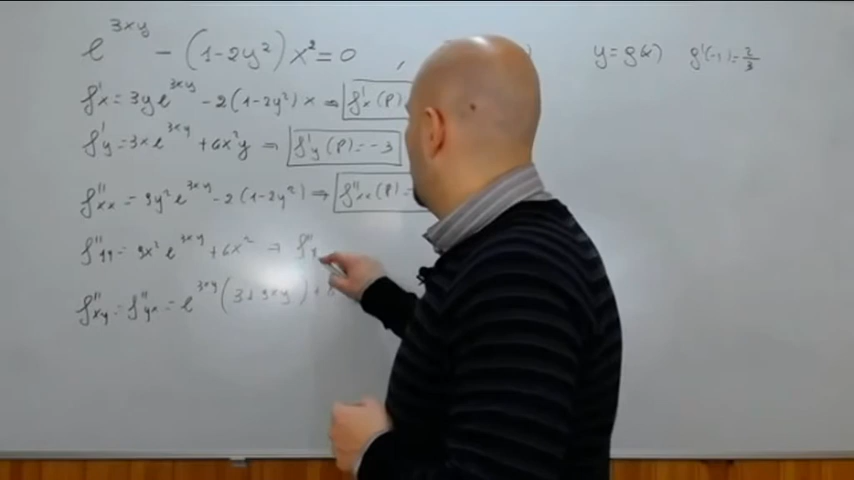 e^{3xy} - (1-2y²)x² = 0 ,
y = g(x) g'(-1) = 2/3
f'x = 3y e^{3xy} - 2(1-2y²)x ⇒ f'x(P)
f'y = 3x e^{3xy} + 6x²y ⇒ f'y(P) = -3
f''xx = 9y² e^{3xy} - 2(1-2y²) ⇒ f''xx(P) =
f''yy = 9x² e^{3xy} + 6x² ⇒ f''
f''xy = f''yx = e^{3xy}(3+9xy) +